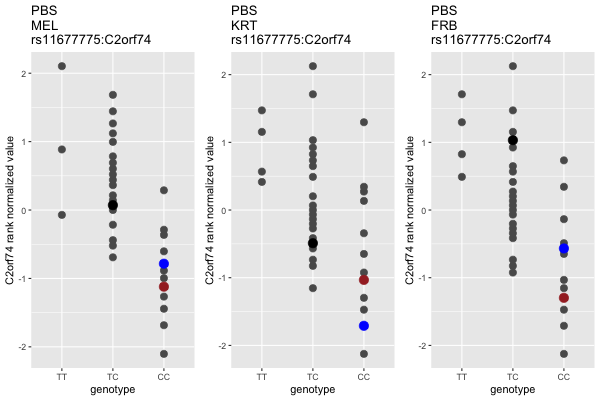 PBS
MEL
rs11677775:C2orf74
C2orf74 rank normalized value
2
1
0
-1
-2
TT
TC
CC
genotype
PBS
KRT
rs11677775:C2orf74
C2orf74 rank normalized value
2
1
0
-1
-2
TT
TC
CC
genotype
PBS
FRB
rs11677775:C2orf74
C2orf74 rank normalized value
2
1
0
-1
-2
TT
TC
CC
genotype